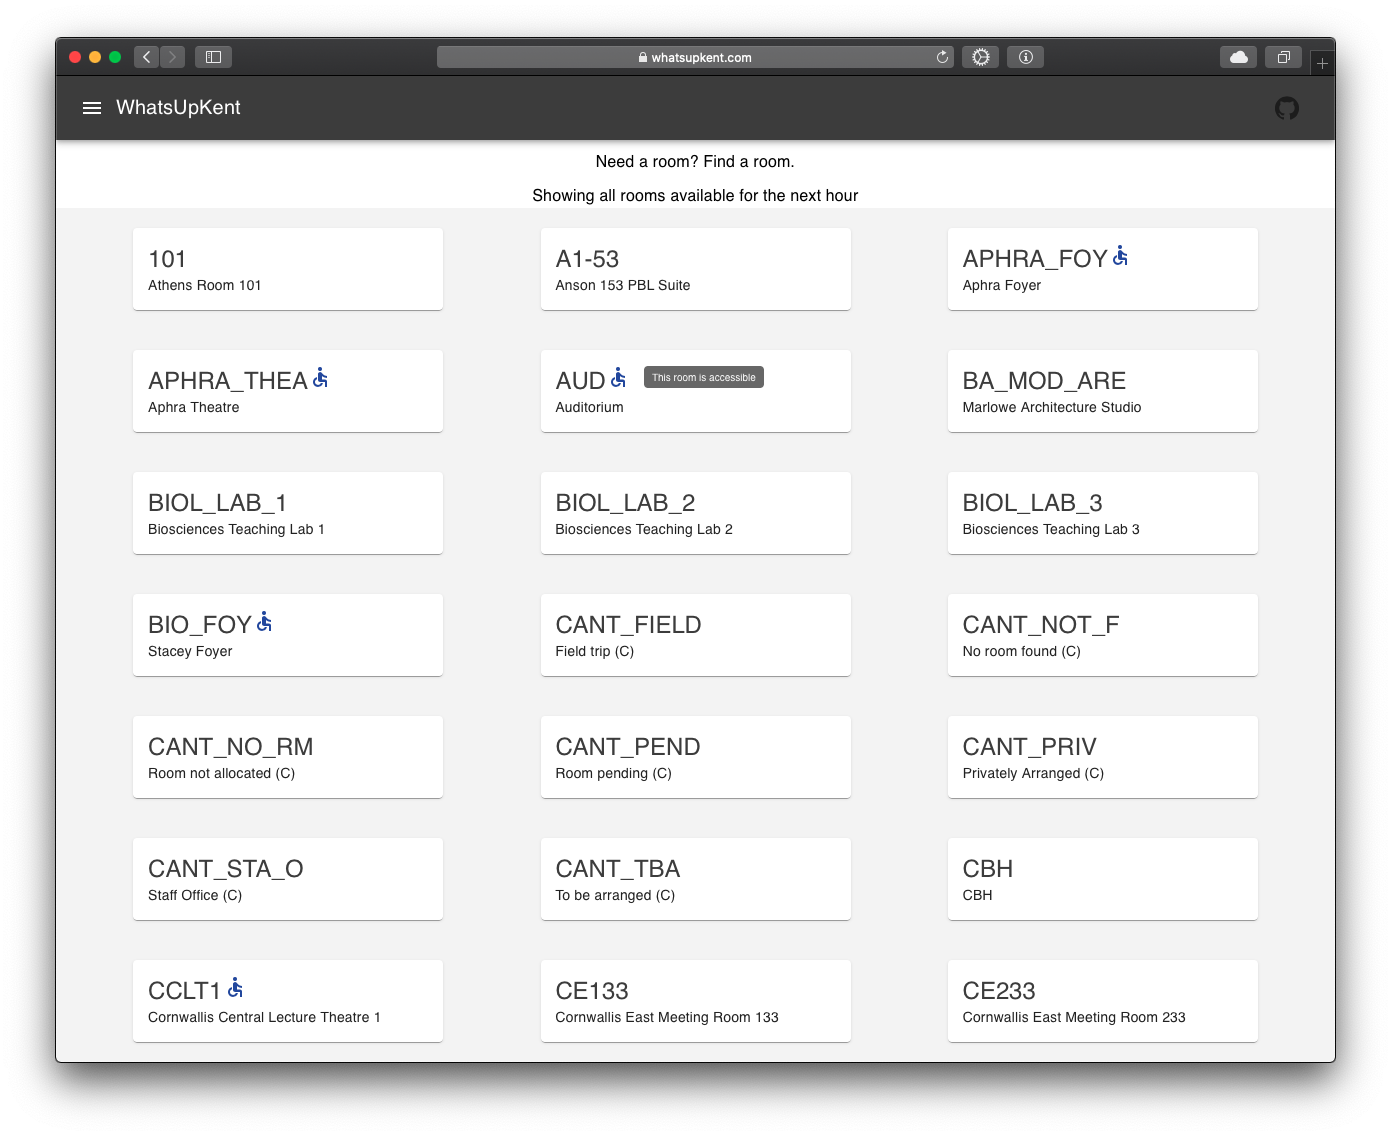 whatsupkent.com
WhatsUpKent
Need a room? Find a room.
Showing all rooms available for the next hour
101
Athens Room 101
A1-53
Anson 153 PBL Suite
APHRA_FOY
Aphra Foyer
APHRA_THEA
Aphra Theatre
AUD
This room is accessible
Auditorium
BA_MOD_ARE
Marlowe Architecture Studio
BIOL_LAB_1
Biosciences Teaching Lab 1
BIOL_LAB_2
Biosciences Teaching Lab 2
BIOL_LAB_3
Biosciences Teaching Lab 3
BIO_FOY
Stacey Foyer
CANT_FIELD
Field trip (C)
CANT_NOT_F
No room found (C)
CANT_NO_RM
Room not allocated (C)
CANT_PEND
Room pending (C)
CANT_PRIV
Privately Arranged (C)
CANT_STA_O
Staff Office (C)
CANT_TBA
To be arranged (C)
CBH
CBH
CCLT1
Cornwallis Central Lecture Theatre 1
CE133
Cornwallis East Meeting Room 133
CE233
Cornwallis East Meeting Room 233